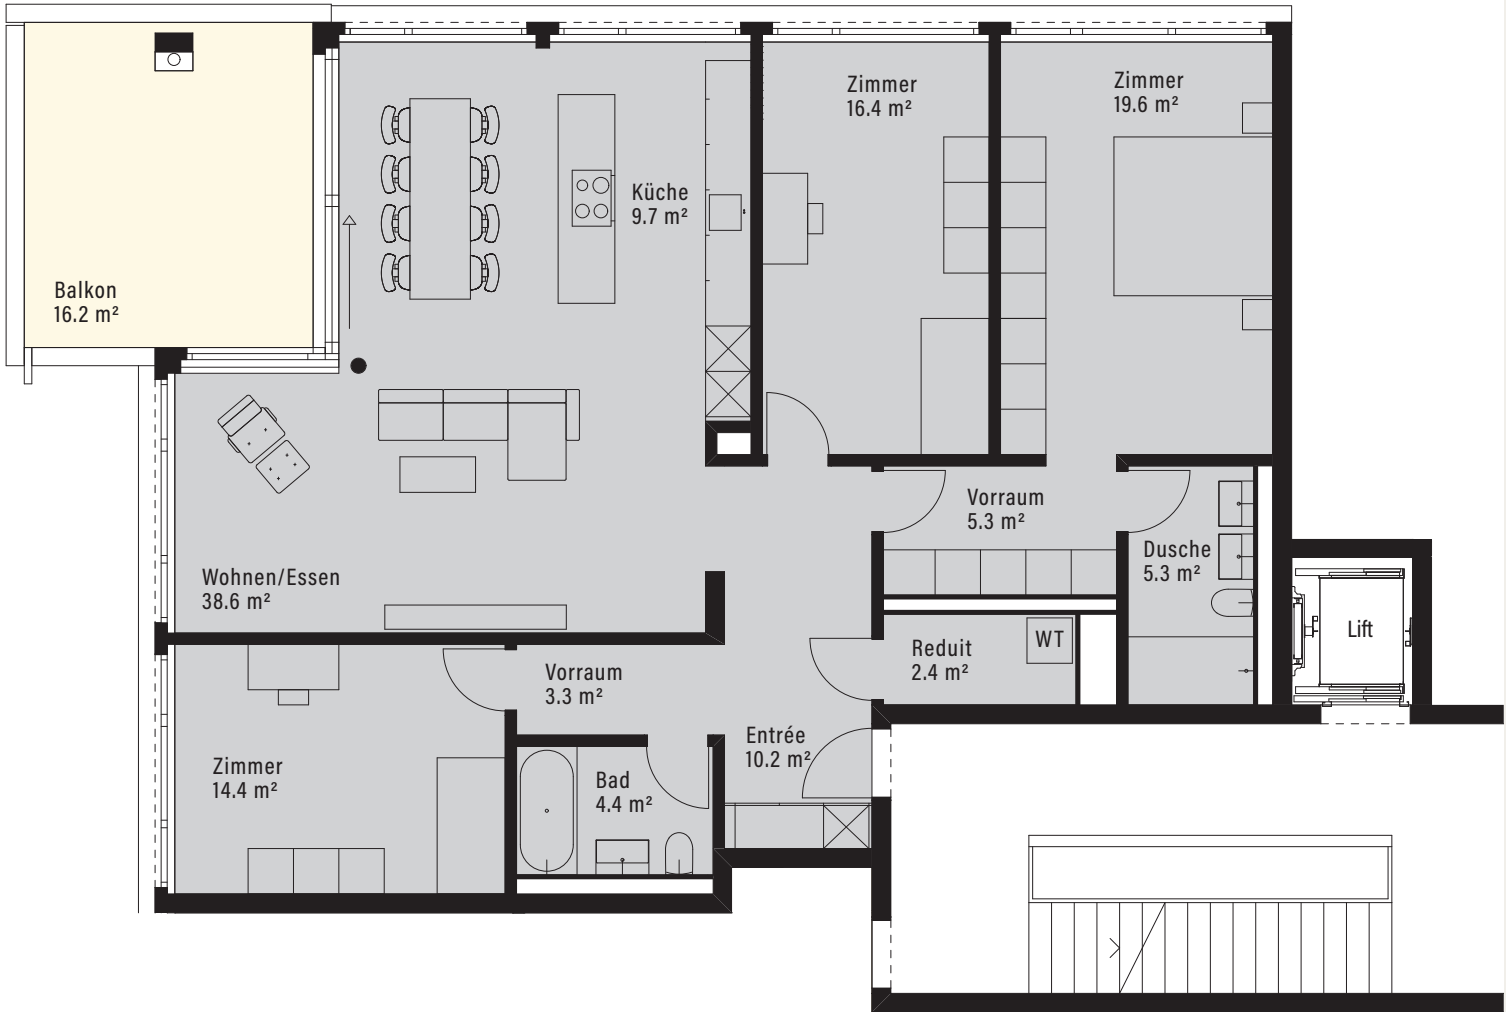 Zimmer
16.4 m²
Zimmer
19.6 m²
Küche
9.7 m²
Balkon
16.2 m²
Vorraum
5.3 m²
Dusche
5.3 m²
Wohnen/Essen
38.6 m²
Lift
Reduit
2.4 m²
WT
Vorraum
3.3 m²
Entrée
10.2 m²
Zimmer
14.4 m²
Bad
4.4 m²